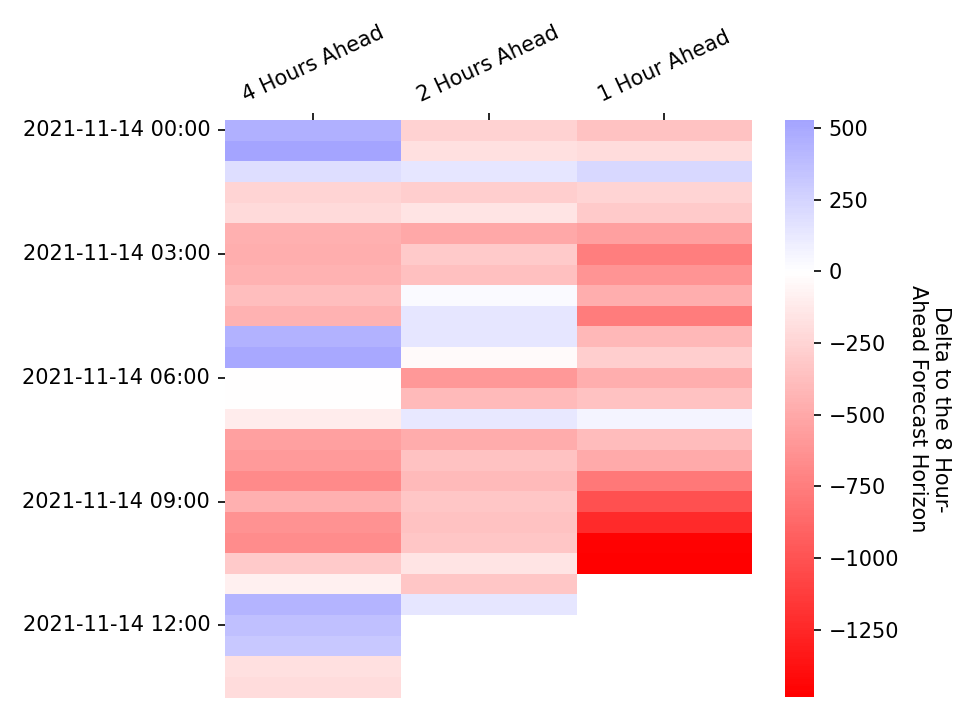 4 Hours Ahead
2 Hours Ahead
1 Hour Ahead
2021-11-14 00:00
2021-11-14 03:00
2021-11-14 06:00
2021-11-14 09:00
2021-11-14 12:00
500
250
0
−250
−500
−750
−1000
−1250
Delta to the 8 Hour-
Ahead Forecast Horizon